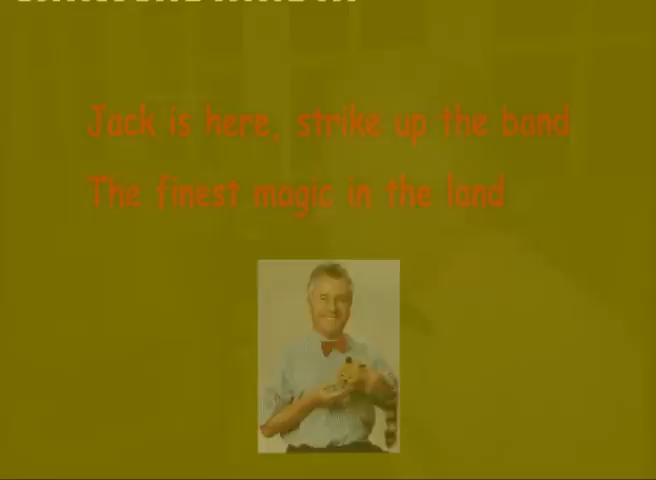 Jack is here, strike up the band
The finest magic in the land